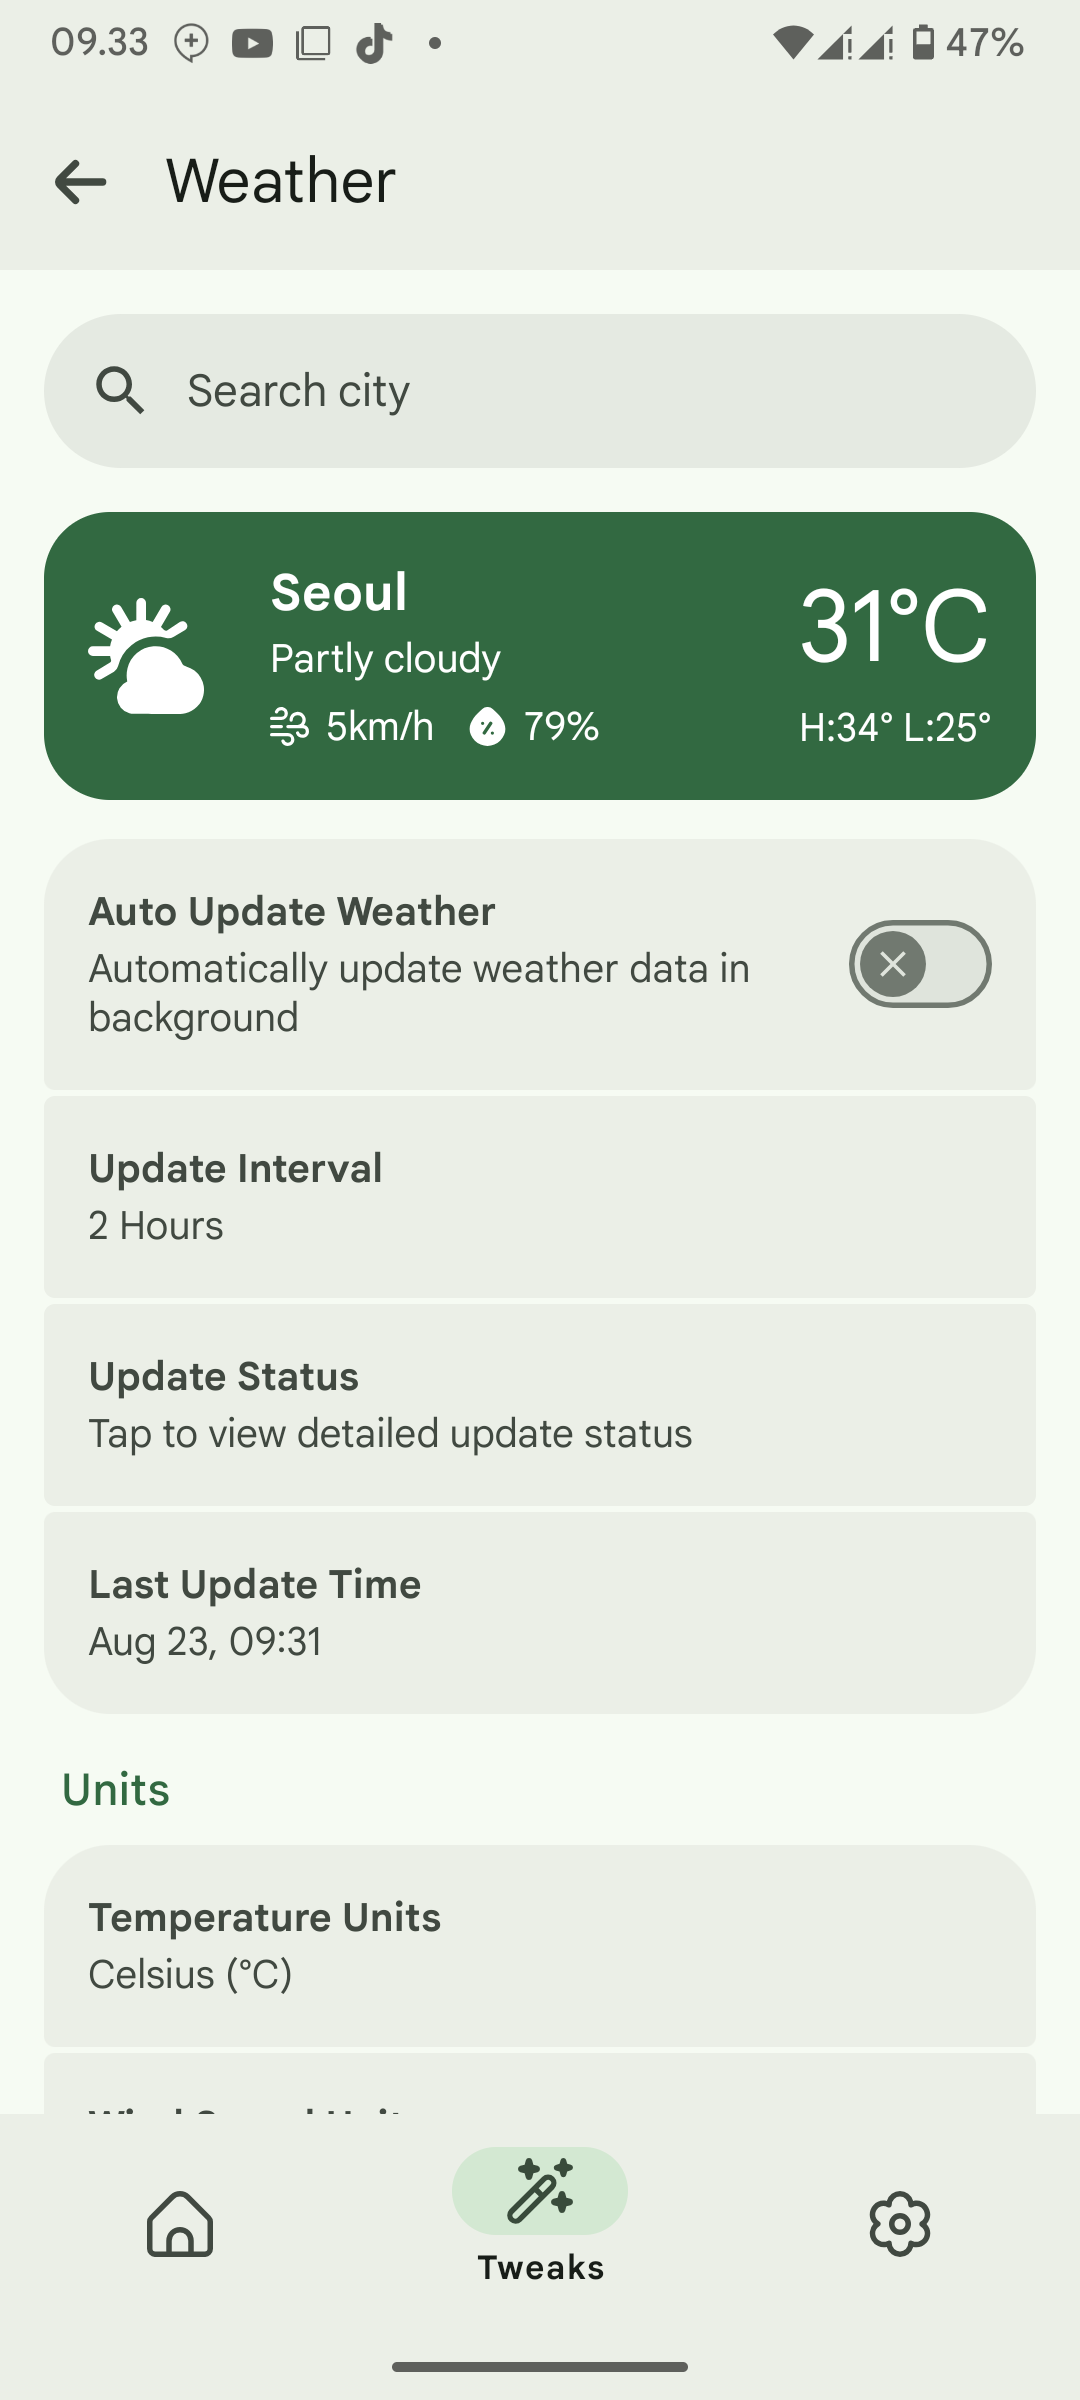 09.33
47%
Weather
Search city
Seoul
Partly cloudy
5km/h 79%
31°C
H:34° L:25°
Auto Update Weather
Automatically update weather data in
background
Update Interval
2 Hours
Update Status
Tap to view detailed update status
Last Update Time
Aug 23, 09:31
Units
Temperature Units
Celsius (°C)
Tweaks